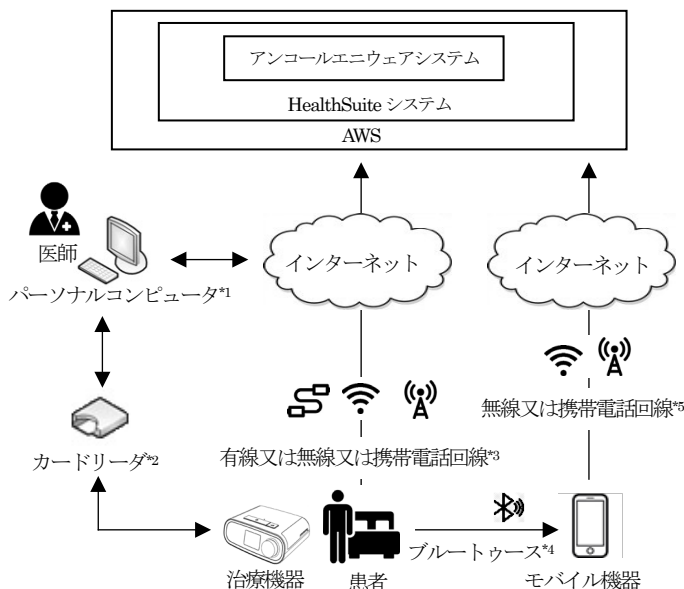 アンコールエニウェアシステム
HealthSuite システム
AWS
医師
パーソナルコンピュータ*1
インターネット
インターネット
カードリーダ*2
有線又は無線又は携帯電話回線*3
無線又は携帯電話回線*5
ブルートゥース*4
治療機器
患者
モバイル機器